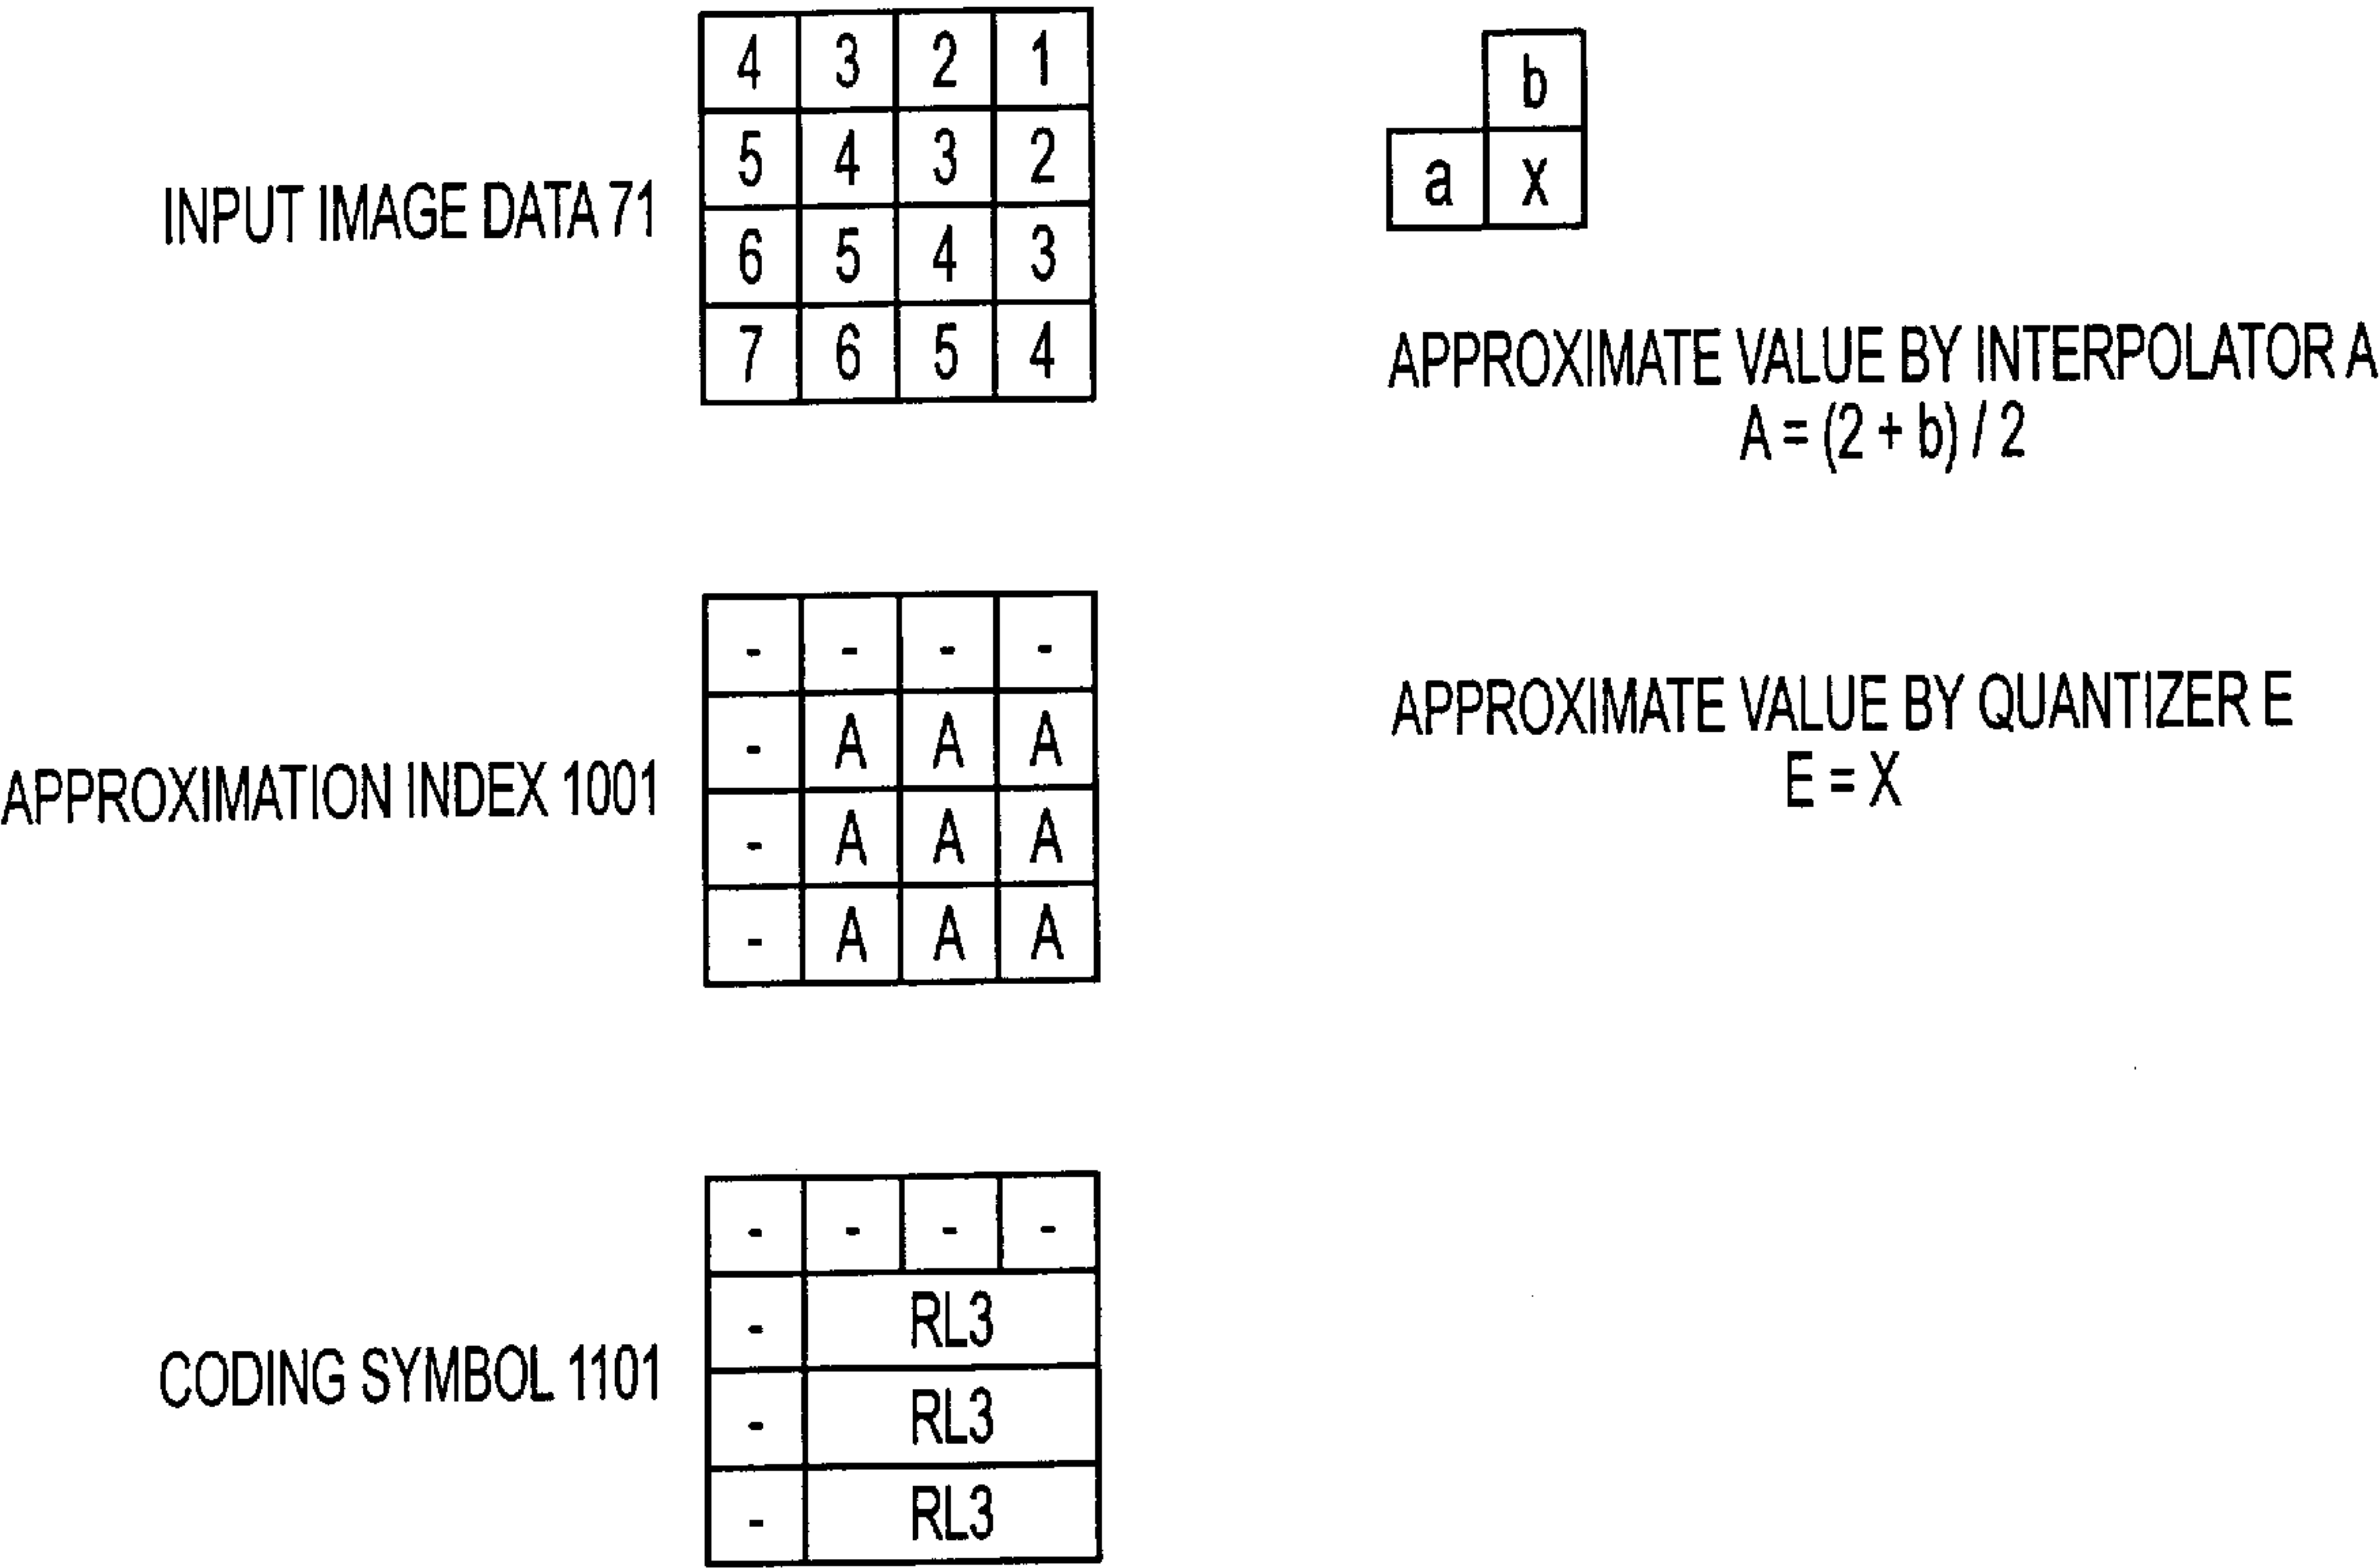 INPUT IMAGE DATA 71
4 3 2 1
5 4 3 2
6 5 4 3
7 6 5 4
b
a x
APPROXIMATE VALUE BY INTERPOLATOR A
A = (2 + b) / 2
APPROXIMATION INDEX 1001
- - - -
- A A A
- A A A
- A A A
APPROXIMATE VALUE BY QUANTIZER E
E = X
CODING SYMBOL 1101
- - - -
- RL3
- RL3
- RL3